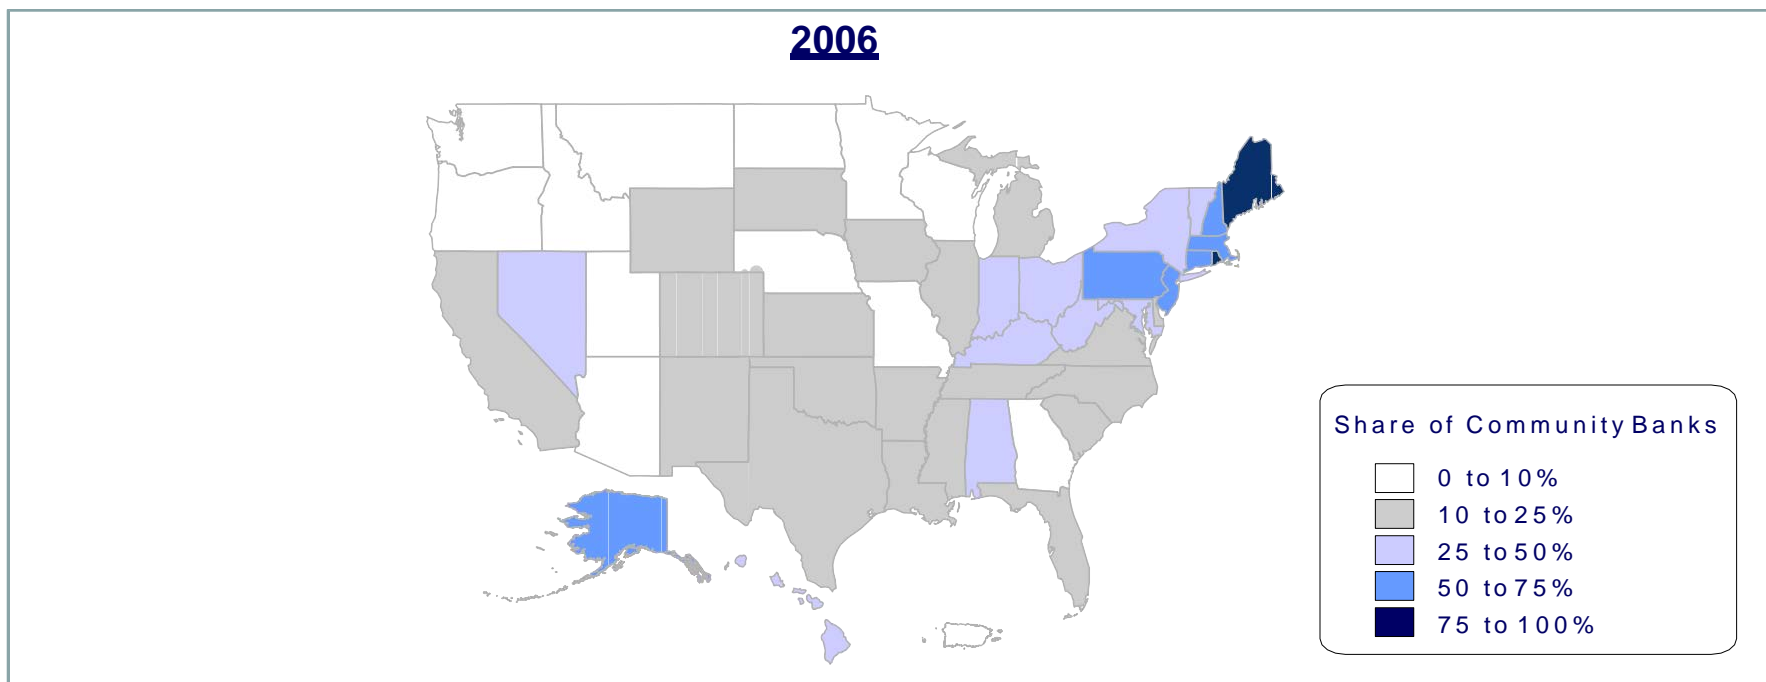 2006
Share of Community Banks
0 to 10%
10 to 25%
25 to 50%
50 to 75%
75 to 100%